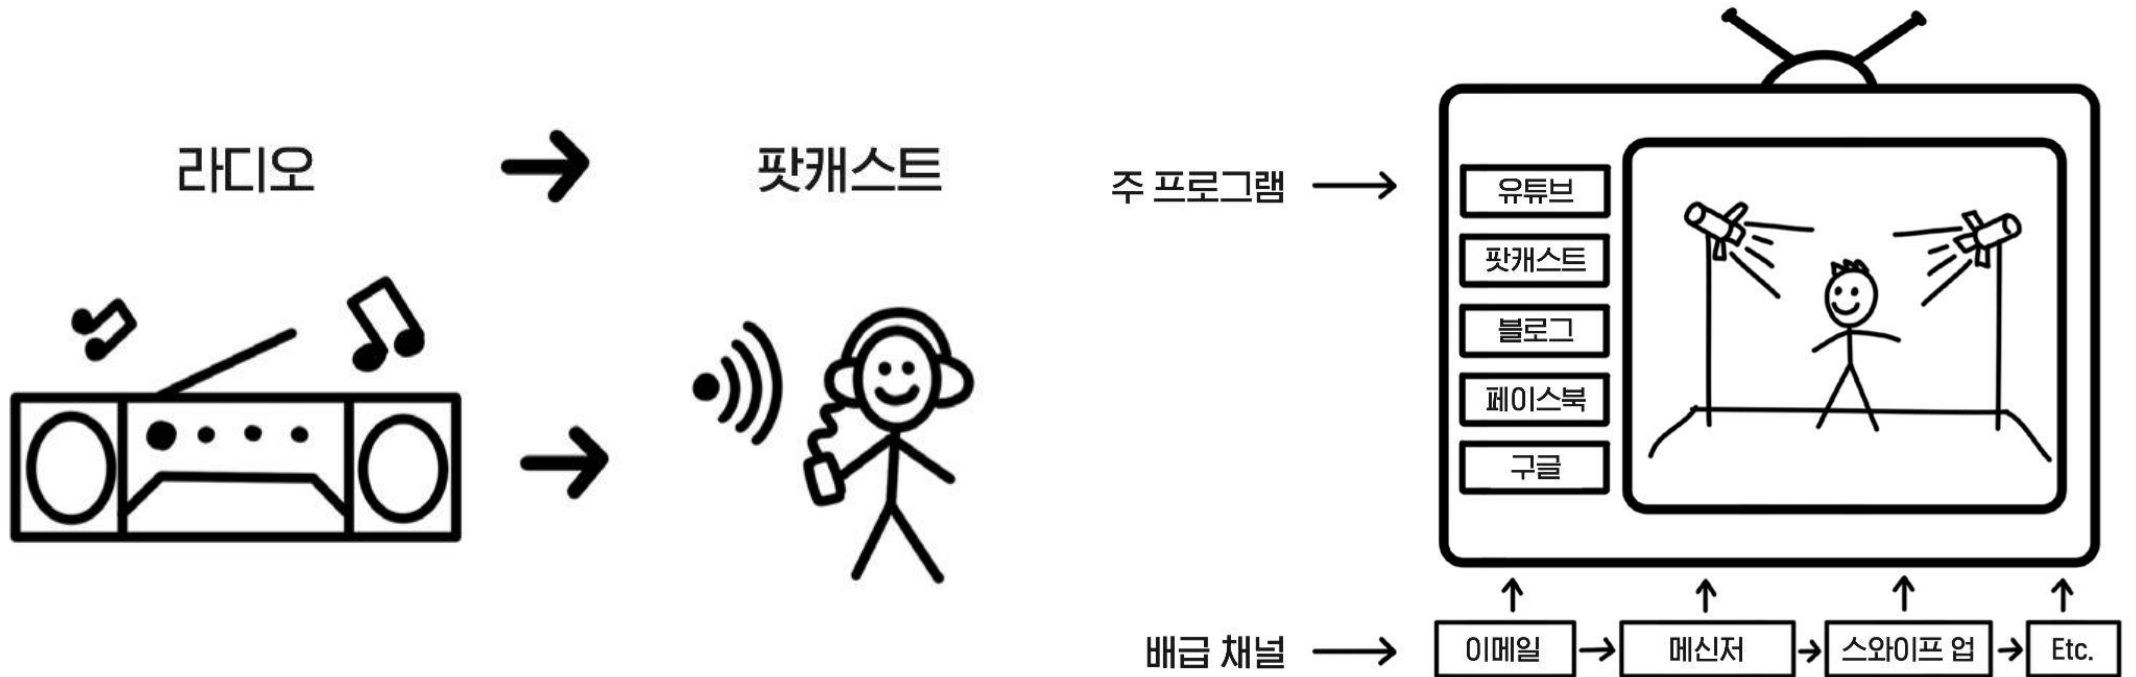 라디오
팟캐스트
주 프로그램
유튜브
팟캐스트
블로그
페이스북
구글
배급 채널
이메일
메신저
스와이프 업
Etc.